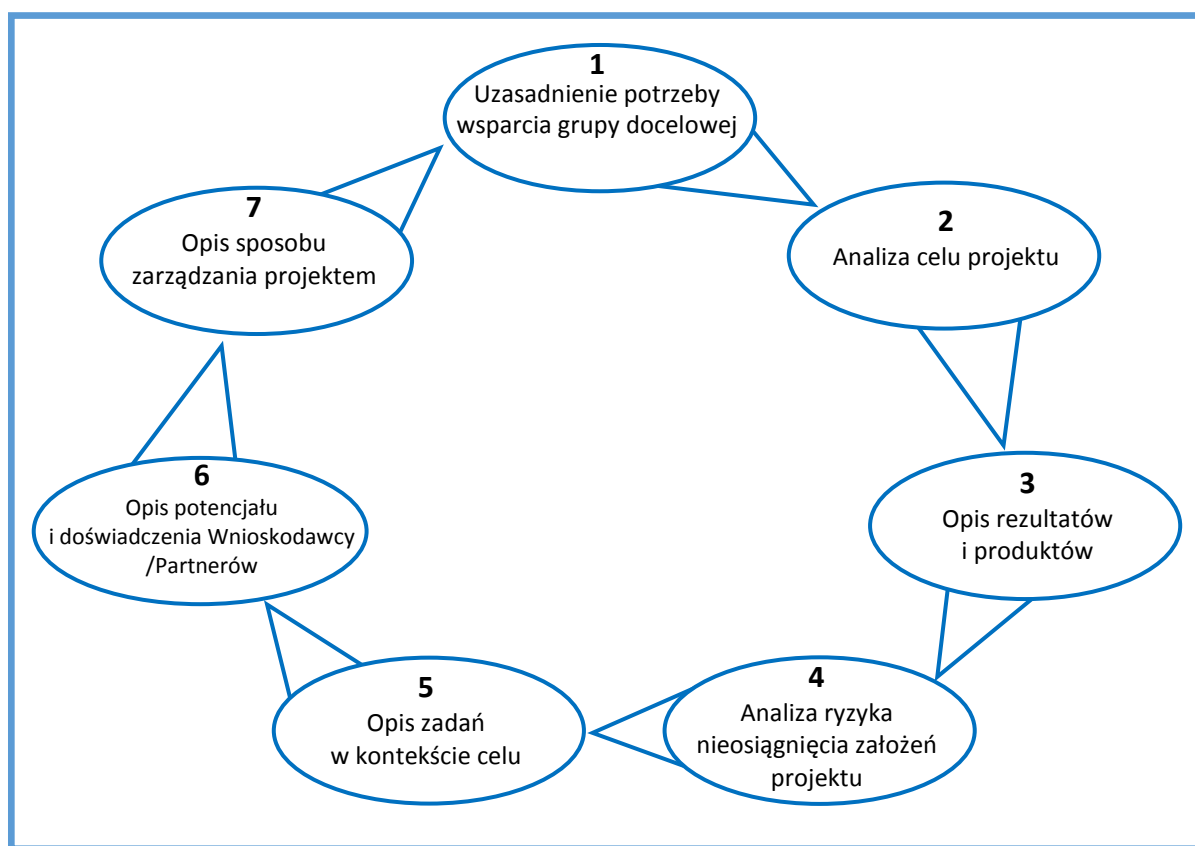 1
Uzasadnienie potrzeby
wsparcia grupy docelowej
2
Analiza celu projektu
3
Opis rezultatów
i produktów
4
Analiza ryzyka
nieosiągnięcia założeń
projektu
5
Opis zadań
w kontekście celu
6
Opis potencjału
i doświadczenia Wnioskodawcy
/Partnerów
7
Opis sposobu
zarządzania projektem